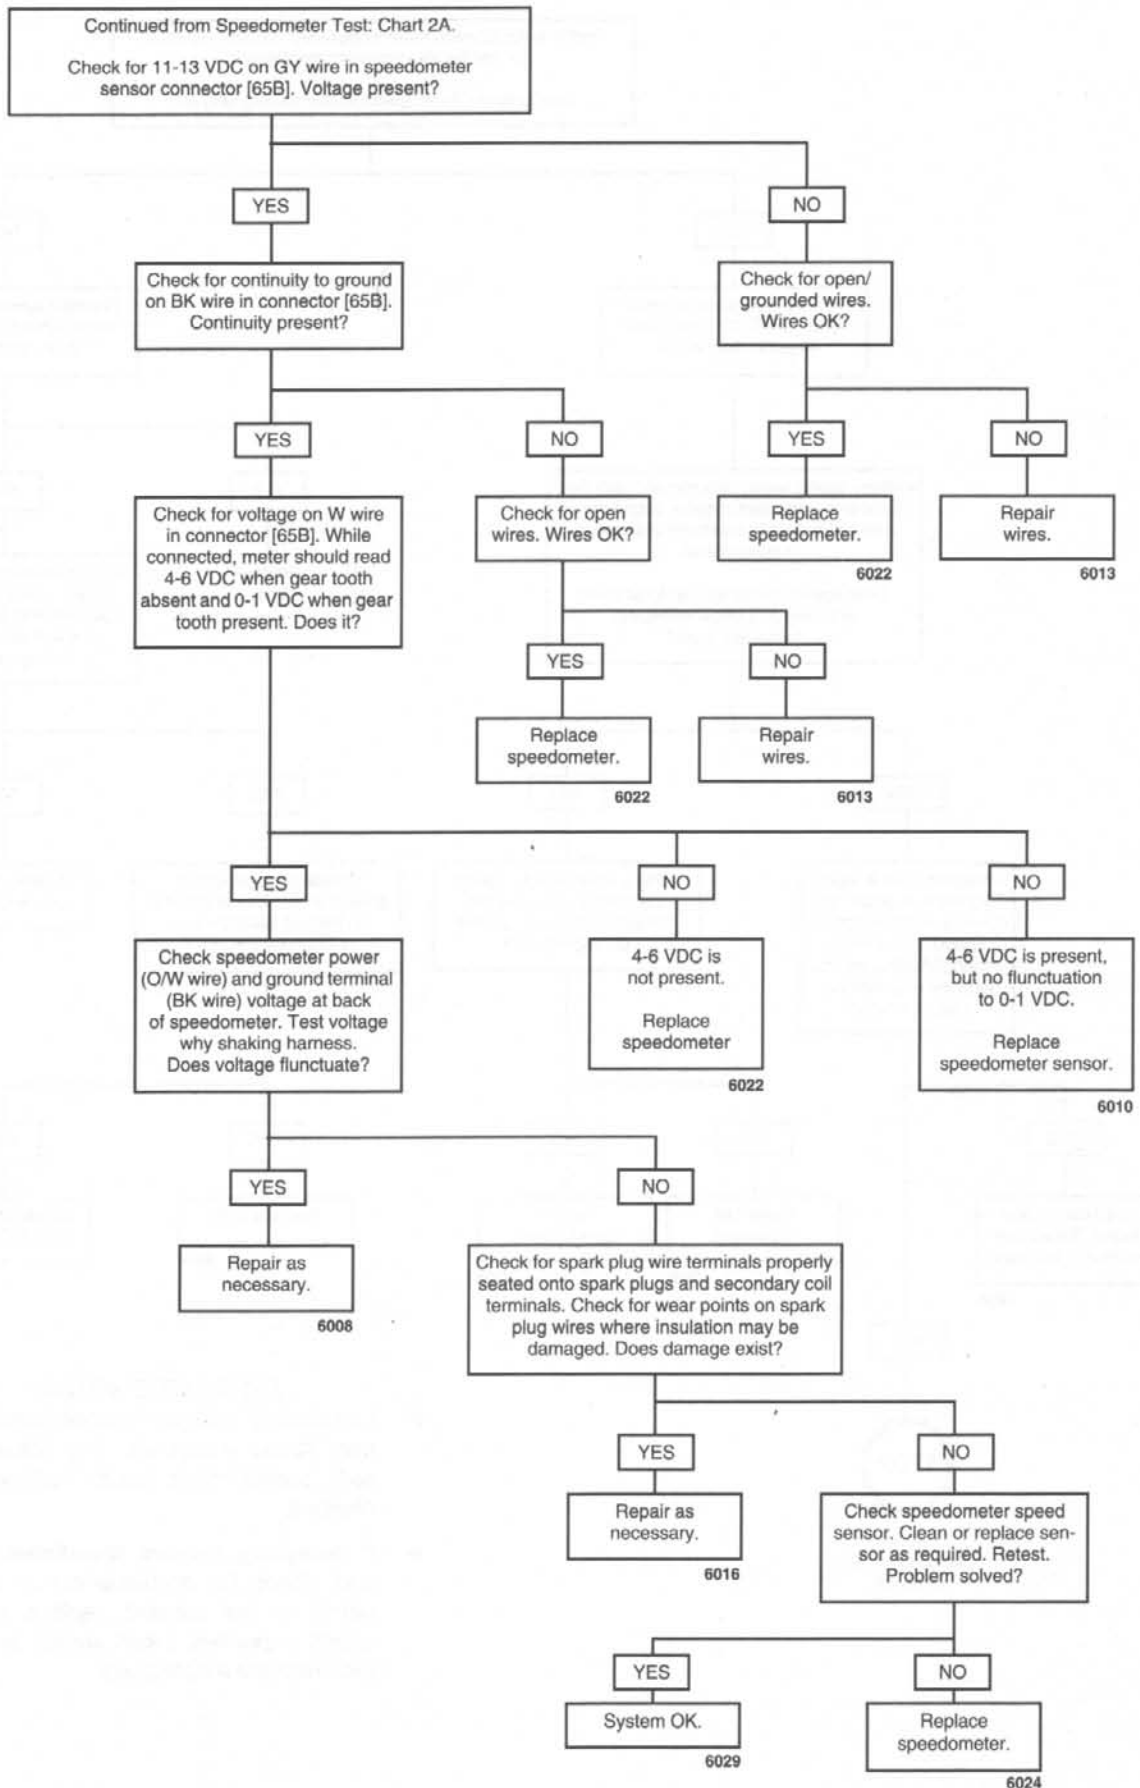 Continued from Speedometer Test: Chart 2A.
Check for 11-13 VDC on GY wire in speedometer
sensor connector [65B]. Voltage present?
YES
NO
Check for continuity to ground
on BK wire in connector [65B].
Continuity present?
Check for open/
grounded wires.
Wires OK?
YES
NO
YES
NO
Check for voltage on W wire
in connector [65B]. While
connected, meter should read
4-6 VDC when gear tooth
absent and 0-1 VDC when gear
tooth present. Does it?
Check for open
wires. Wires OK?
Replace
speedometer.
6022
Repair
wires.
6013
YES
NO
Replace
speedometer.
6022
Repair
wires.
6013
YES
NO
NO
Check speedometer power
(O/W wire) and ground terminal
(BK wire) voltage at back
of speedometer. Test voltage
why shaking harness.
Does voltage flunctuate?
4-6 VDC is
not present.
Replace
speedometer
6022
4-6 VDC is present,
but no flunctuation
to 0-1 VDC.
Replace
speedometer sensor.
6010
YES
NO
Repair as
necessary.
6008
Check for spark plug wire terminals properly
seated onto spark plugs and secondary coil
terminals. Check for wear points on spark
plug wires where insulation may be
damaged. Does damage exist?
YES
NO
Repair as
necessary.
6016
Check speedometer speed
sensor. Clean or replace sen-
sor as required. Retest.
Problem solved?
YES
NO
System OK.
6029
Replace
speedometer.
6024